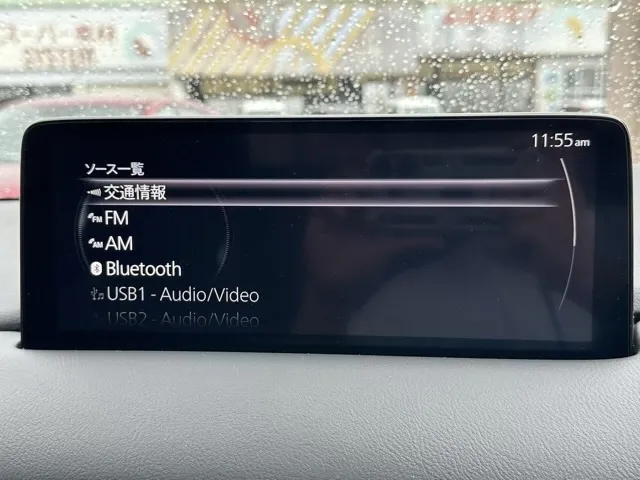 11:55am
ソース一覧
交通情報
FM
AM
Bluetooth
USB1 - Audio/Video
USB2 - Audio/Video